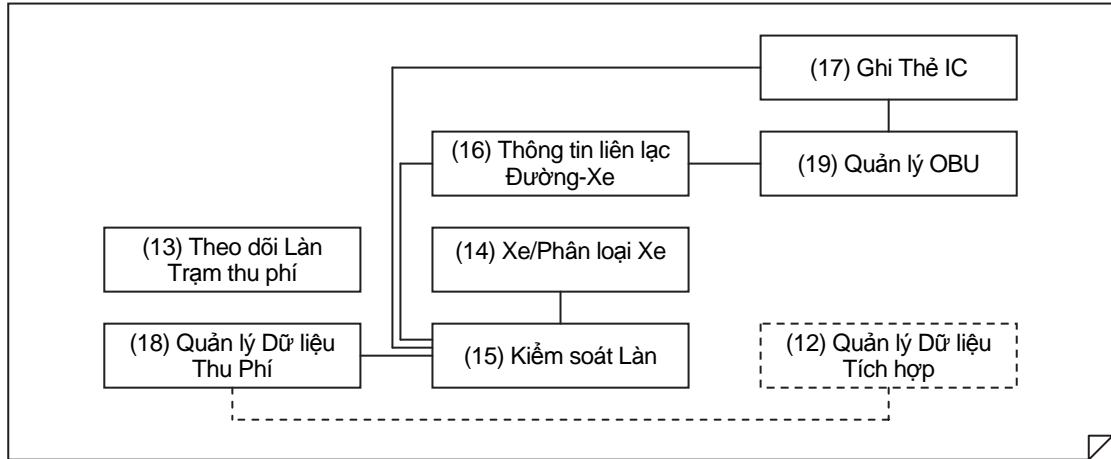 (17) Ghi Thẻ IC
(16) Thông tin liên lạc
Đường-Xe
(19) Quản lý OBU
(13) Theo dõi Làn
Trạm thu phí
(14) Xe/Phân loại Xe
(18) Quản lý Dữ liệu
Thu Phí
(15) Kiểm soát Làn
(12) Quản lý Dữ liệu
Tích hợp